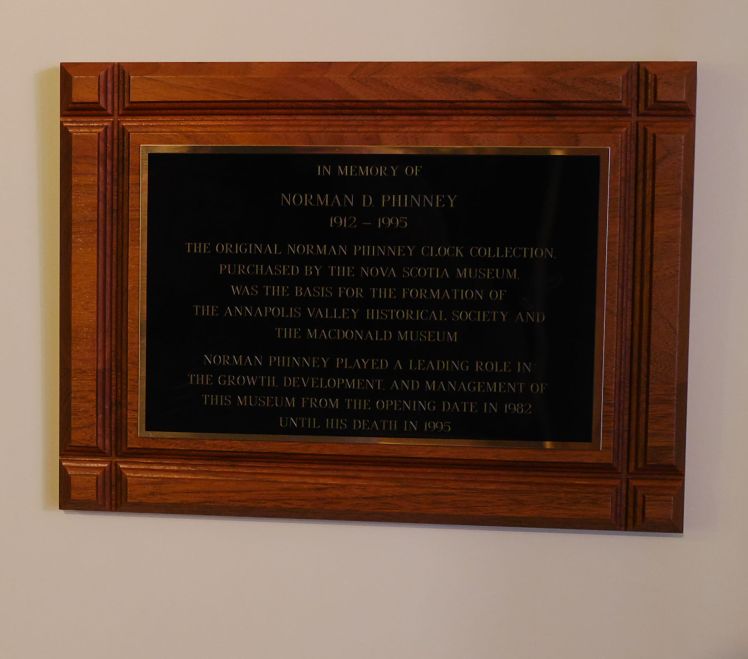 IN MEMORY OF
NORMAN D. PHINNEY
1912 – 1995
THE ORIGINAL NORMAN PHINNEY CLOCK COLLECTION,
PURCHASED BY THE NOVA SCOTIA MUSEUM,
WAS THE BASIS FOR THE FORMATION OF
THE ANNAPOLIS VALLEY HISTORICAL SOCIETY AND
THE MACDONALD MUSEUM
NORMAN PHINNEY PLAYED A LEADING ROLE IN
THE GROWTH, DEVELOPMENT, AND MANAGEMENT OF
THIS MUSEUM FROM THE OPENING DATE IN 1982
UNTIL HIS DEATH IN 1995